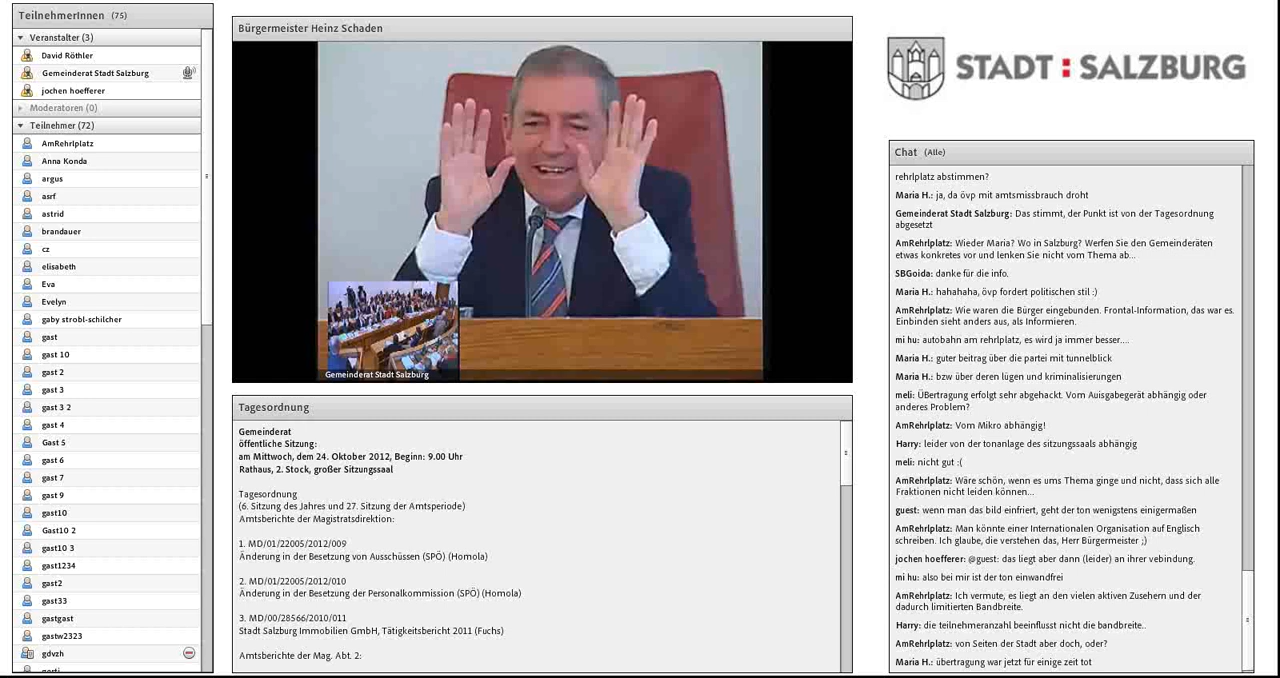 TeilnehmerInnen (75)
Veranstalter (3)
David Röthler
Gemeinderat Stadt Salzburg
jochen hoefferer
Moderatoren (0)
Teilnehmer (72)
AmRehrlplatz
Anna Konda
argus
asrf
astrid
brandauer
cz
elisabeth
Eva
Evelyn
gaby strobl-schilcher
gast
gast 10
gast 2
gast 3
gast 3 2
gast 4
Gast 5
gast 6
gast 7
gast 9
gast10
Gast10 2
gast10 3
gast1234
gast2
gast33
gastgast
gastw2323
gdvzh
Bürgermeister Heinz Schaden
Gemeinderat Stadt Salzburg
Tagesordnung
Gemeinderat
öffentliche Sitzung:
am Mittwoch, dem 24. Oktober 2012, Beginn: 9.00 Uhr
Rathaus, 2. Stock, großer Sitzungssaal
Tagesordnung
(6. Sitzung des Jahres und 27. Sitzung der Amtsperiode)
Amtsberichte der Magistratsdirektion:
1. MD/01/22005/2012/009
Änderung in der Besetzung von Ausschüssen (SPÖ) (Homola)
2. MD/01/22005/2012/010
Änderung in der Besetzung der Personalkommission (SPÖ) (Homola)
3. MD/00/28566/2010/011
Stadt Salzburg Immobilien GmbH, Tätigkeitsbericht 2011 (Fuchs)
Amtsberichte der Mag. Abt. 2:
STADT : SALZBURG
Chat (Alle)
rehrlplatz abstimmen?
Maria H.: ja, da övp mit amtsmissbrauch droht
Gemeinderat Stadt Salzburg: Das stimmt, der Punkt ist von der Tagesordnung
abgesetzt
AmRehrlplatz: Wieder Maria? Wo in Salzburg? Werfen Sie den Gemeinderäten
etwas konkretes vor und lenken Sie nicht vom Thema ab...
SBGoida: danke für die info.
Maria H.: hahahaha, övp fordert politischen stil :)
AmRehrlplatz: Wie waren die Bürger eingebunden. Frontal-Information, das war es.
Einbinden sieht anders aus, als Informieren.
mi hu: autobahn am rehrlplatz, es wird ja immer besser....
Maria H.: guter beitrag über die partei mit tunnelblick
Maria H.: bzw über deren lügen und kriminalisierungen
meli: ÜBertragung erfolgt sehr abgehackt. Vom Auisgabegerät abhängig oder
anderes Problem?
AmRehrlplatz: Vom Mikro abhängig!
Harry: leider von der tonanlage des sitzungssaals abhängig
meli: nicht gut :(
AmRehrlplatz: Wäre schön, wenn es ums Thema ginge und nicht, dass sich alle
Fraktionen nicht leiden können...
guest: wenn man das bild einfriert, geht der ton wenigstens einigermaßen
AmRehrlplatz: Man könnte einer Internationalen Organisation auf Englisch
schreiben. Ich glaube, die verstehen das, Herr Bürgermeister ;)
jochen hoefferer: @guest: das liegt aber dann (leider) an ihrer vebindung.
mi hu: also bei mir ist der ton einwandfrei
AmRehrlplatz: Ich vermute, es liegt an den vielen aktiven Zusehern und der
dadurch limitierten Bandbreite.
Harry: die teilnehmeranzahl beeinflusst nicht die bandbreite..
AmRehrlplatz: von Seiten der Stadt aber doch, oder?
Maria H.: übertragung war jetzt für einige zeit tot